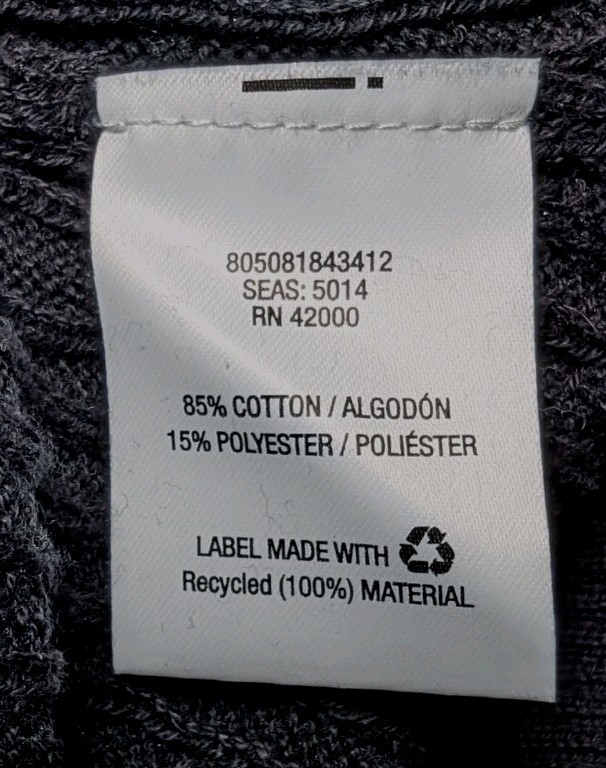 805081843412
SEAS: 5014
RN 42000
85% COTTON / ALGODÓN
15% POLYESTER / POLIÉSTER
LABEL MADE WITH
Recycled (100%) MATERIAL